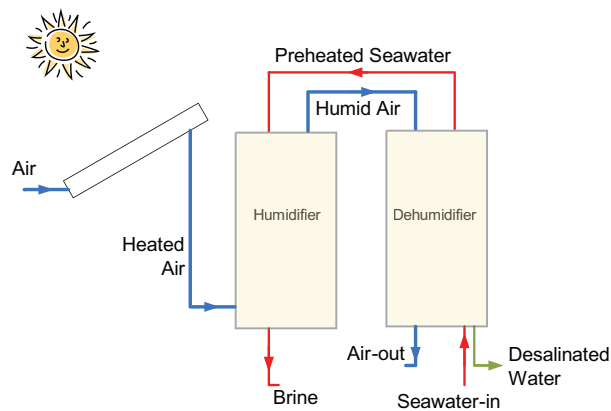 Preheated Seawater
Humid Air
Air
Humidifier
Dehumidifier
Heated
Air
Air-out
Desalinated
Water
Brine
Seawater-in